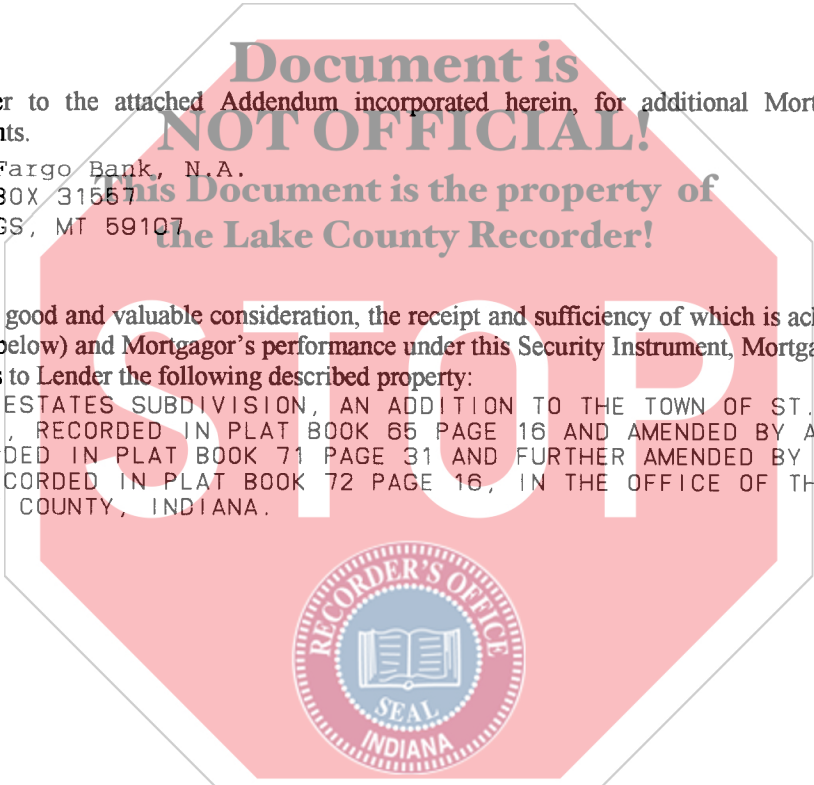 Document is
er to the attached Addendum incorporated herein, for additional Mort
nts.
NOT OFFICIAL!
Fargo Bank, N.A.
BOX 31557
This Document is the property of
GS, MT 59107
the Lake County Recorder!
STOP
good and valuable consideration, the receipt and sufficiency of which is ac
below) and Mortgagor's performance under this Security Instrument, Mortga
s to Lender the following described property:
ESTATES SUBDIVISION, AN ADDITION TO THE TOWN OF ST.
, RECORDED IN PLAT BOOK 65 PAGE 16 AND AMENDED BY A
DED IN PLAT BOOK 71 PAGE 31 AND FURTHER AMENDED BY
CORDED IN PLAT BOOK 72 PAGE 16, IN THE OFFICE OF TH
COUNTY, INDIANA.
RECORDER'S OFFICE
SEAL
INDIANA